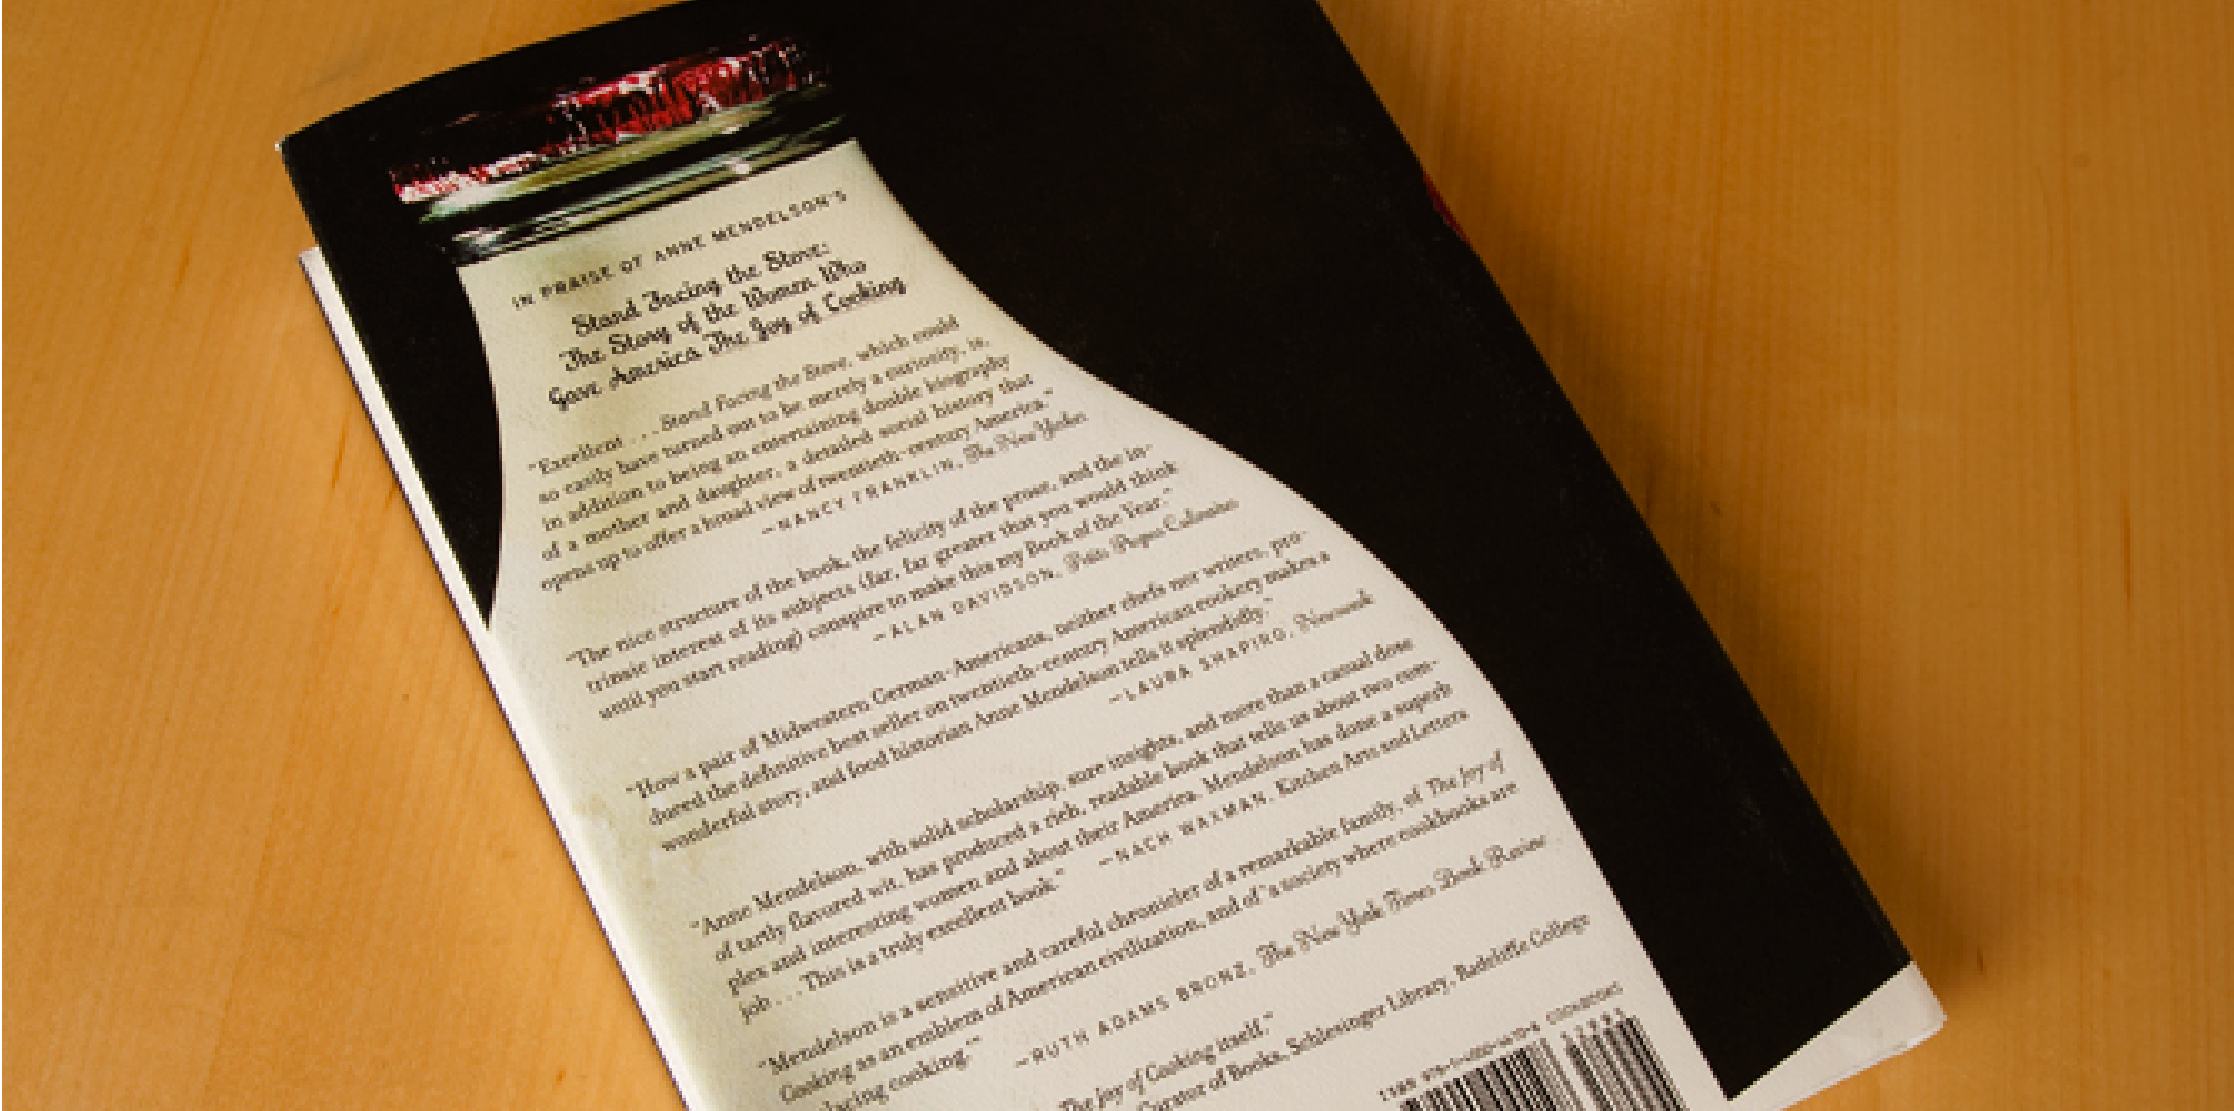 IN PRAISE OF ANNE MENDELSON'S
Stand Facing the Stove:
The Story of the Women Who
Gave America The Joy of Cooking
"Excellent . . . Stand Facing the Stove, which could
so easily have turned out to be merely a curiosity, is,
in addition to being an entertaining double biography
of a mother and daughter, a detailed social history that
opens up to offer a broad view of twentieth-century America."
—NANCY FRANKLIN, The New Yorker
"The nice structure of the book, the felicity of the prose, and the in-
trinsic interest of its subjects (far, far greater that you would think
until you start reading) conspire to make this my Book of the Year."
—ALAN DAVIDSON, Petits Propos Culinaires
"How a pair of Midwestern German-Americans, neither chefs nor writers, pro-
duced the definitive best seller on twentieth-century American cookery makes a
wonderful story, and food historian Anne Mendelson tells it splendidly."
—LAURA SHAPIRO, Newsweek
"Anne Mendelson, with solid scholarship, sure insights, and more than a casual dose
of tartly flavored wit, has produced a rich, readable book that tells us about two com-
plex and interesting women and about their America. Mendelson has done a superb
job . . . This is a truly excellent book." —NACH WAXMAN, Kitchen Arts and Letters
"Mendelson is a sensitive and careful chronicler of a remarkable family, of The Joy of
Cooking as an emblem of American civilization, and of 'a society where cookbooks are
replacing cooking.'"
—RUTH ADAMS BRONZ, The New York Times Book Review
The Joy of Cooking itself."
Curator of Books, Schlesinger Library, Radcliffe College
ISBN